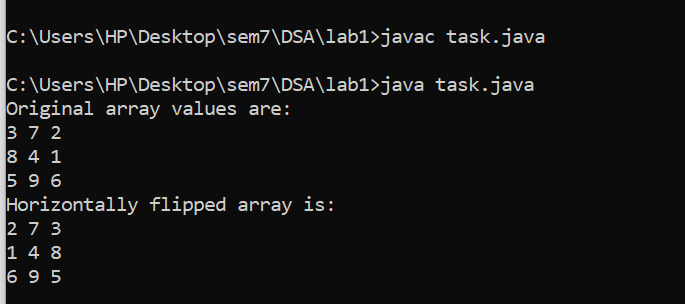 C:\Users\HP\Desktop\sem7\DSA\lab1>javac task.java
C:\Users\HP\Desktop\sem7\DSA\lab1>java task.java
Original array values are:
3 7 2
8 4 1
5 9 6
Horizontally flipped array is:
2 7 3
1 4 8
6 9 5